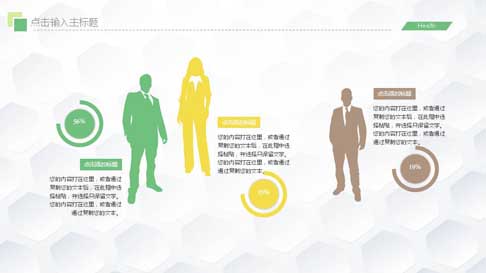 点击输入主标题
56%
点击添加标题
您的内容打在这里，或者通过
复制您的文本后，在此框中选
择粘贴，并选择只保留文字。
您的内容打在这里，或者通过
复制您的文本。
点击添加标题
您的内容打在这里，或者通过
复制您的文本后，在此框中选
择粘贴，并选择只保留文字。
您的内容打在这里，或者通
过复制您的文本。
点击添加标题
您的内容打在这里，或者通过
复制您的文本后，在此框中选
择粘贴，并选择只保留文字。
您的内容打在这里，或者通过
复制您的文本。